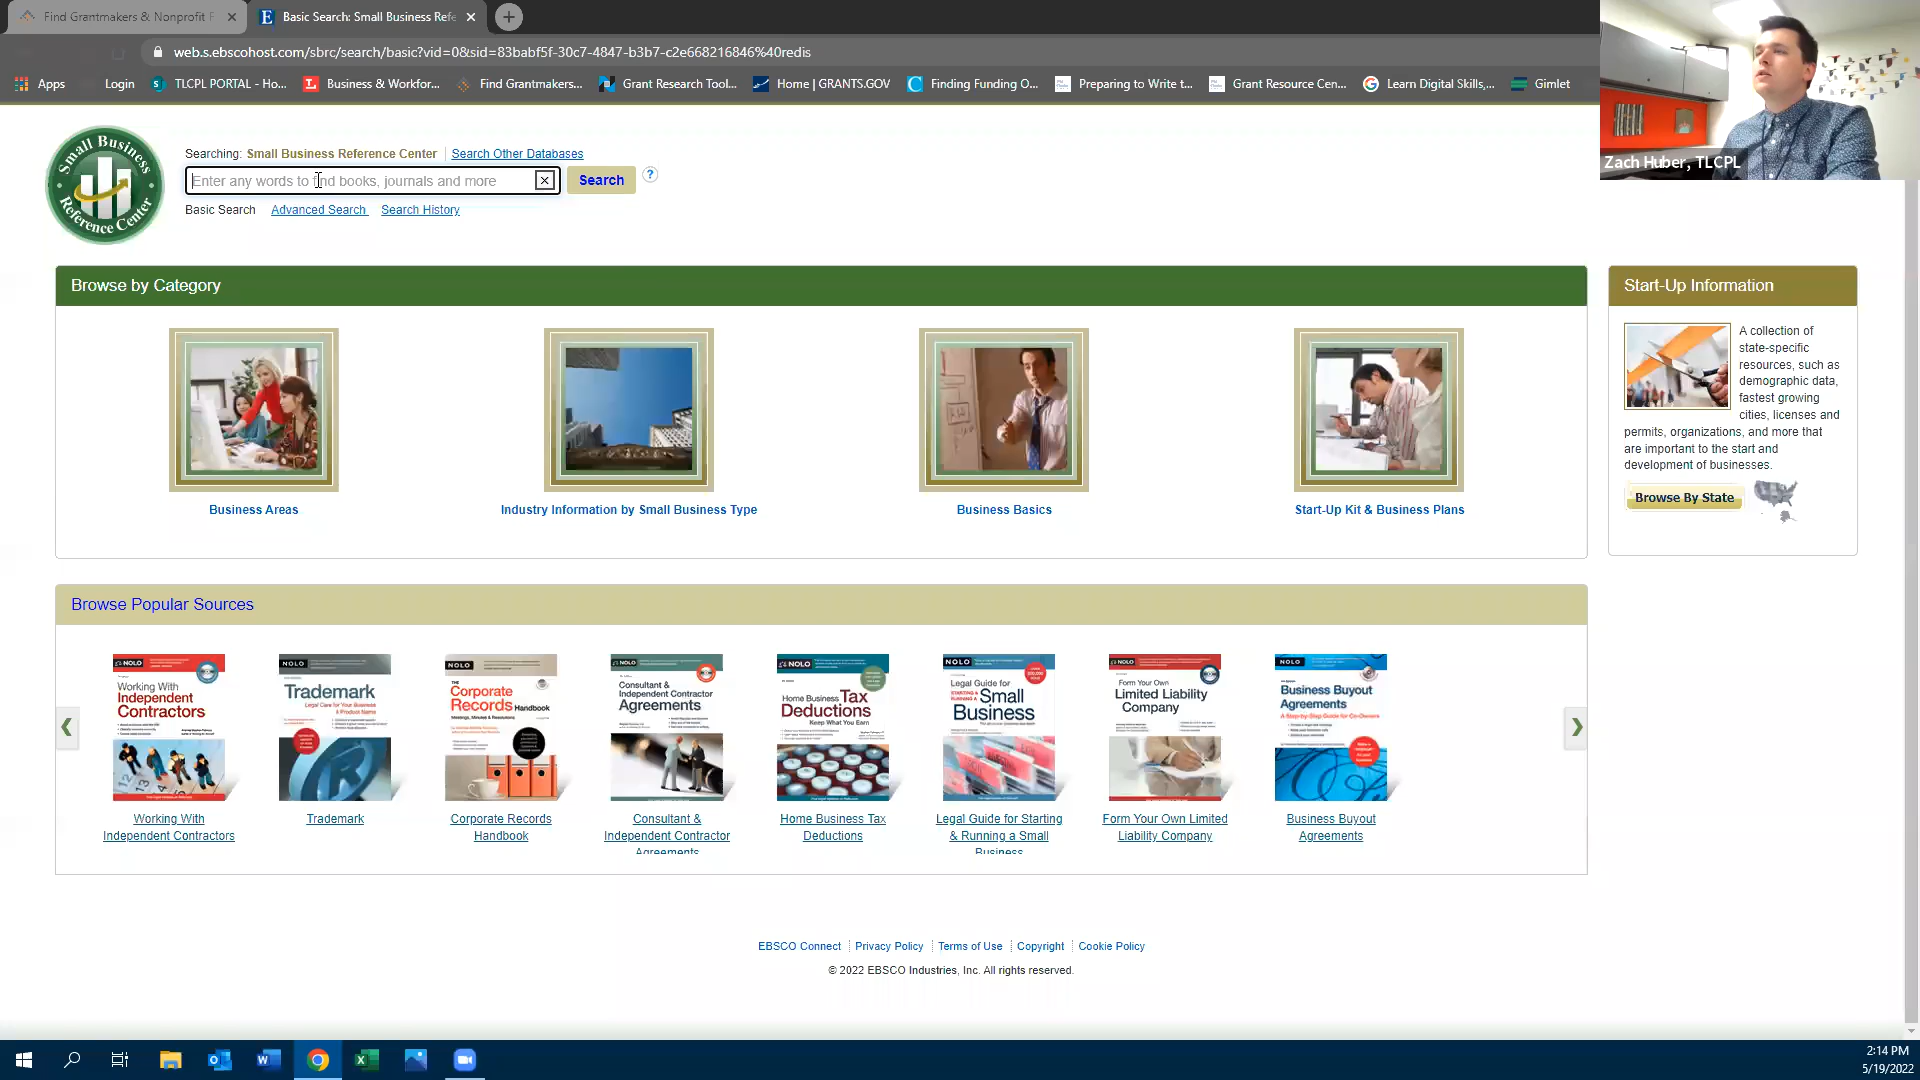 Find Grantmakers & Nonprofit F
Basic Search: Small Business Refe
web.s.ebscohost.com/sbrc/search/basic?vid=0&sid=83babf5f-30c7-4847-b3b7-c2e668216846%40redis
Apps
Login
TLCPL PORTAL - Ho...
Business & Workfor...
Find Grantmakers...
Grant Research Tool...
Home | GRANTS.GOV
Finding Funding O...
Preparing to Write t...
Grant Resource Cen...
Learn Digital Skills,...
Gimlet
Zach Huber, TLCPL
Small Business
Reference Center
Searching: Small Business Reference Center
Search Other Databases
Enter any words to find books, journals and more
Search
Basic Search
Advanced Search
Search History
Browse by Category
Business Areas
Industry Information by Small Business Type
Business Basics
Start-Up Kit & Business Plans
Start-Up Information
A collection of
state-specific
resources, such as
demographic data,
fastest growing
cities, licenses and
permits, organizations, and more that
are important to the start and
development of businesses.
Browse By State
Browse Popular Sources
NOLO
Working With
Independent
Contractors
NOLO
Trademark
Legal Care for Your Business
& Product Name
NOLO
THE
Corporate
Records Handbook
Meetings, Minutes & Resolutions
NOLO
Consultant &
Independent Contractor
Agreements
NOLO
Home Business Tax
Deductions
Keep What You Earn
NOLO
Legal Guide for
STARTING & RUNNING a
Small
Business
NOLO
Form Your Own
Limited Liability
Company
NOLO
Business Buyout
Agreements
A Step-by-Step Guide for Co-Owners
Working With
Independent Contractors
Trademark
Corporate Records
Handbook
Consultant &
Independent Contractor
Agreements
Home Business Tax
Deductions
Legal Guide for Starting
& Running a Small
Business
Form Your Own Limited
Liability Company
Business Buyout
Agreements
EBSCO Connect
Privacy Policy
Terms of Use
Copyright
Cookie Policy
© 2022 EBSCO Industries, Inc. All rights reserved.
2:14 PM
5/19/2022